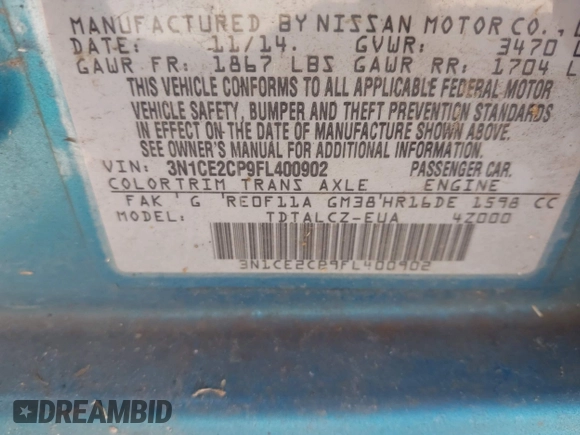 MANUFACTURED BY NISSAN MOTOR CO.,
DATE: 11/14. GVWR: 3470
GAWR FR: 1867 LBS GAWR RR: 1704 L
THIS VEHICLE CONFORMS TO ALL APPLICABLE FEDERAL MOTOR
VEHICLE SAFETY, BUMPER AND THEFT PREVENTION STANDARDS
IN EFFECT ON THE DATE OF MANUFACTURE SHOWN ABOVE.
SEE OWNER'S MANUAL FOR ADDITIONAL INFORMATION.
VIN: 3N1CE2CP9FL400902 PASSENGER CAR.
COLOR TRIM TRANS AXLE ENGINE
FAK G RE0F11A GM38 HR16DE 1598 CC
MODEL: TDTALCZ-EUA 4Z000
3N1CE2CP9FL400902
DREAMBID